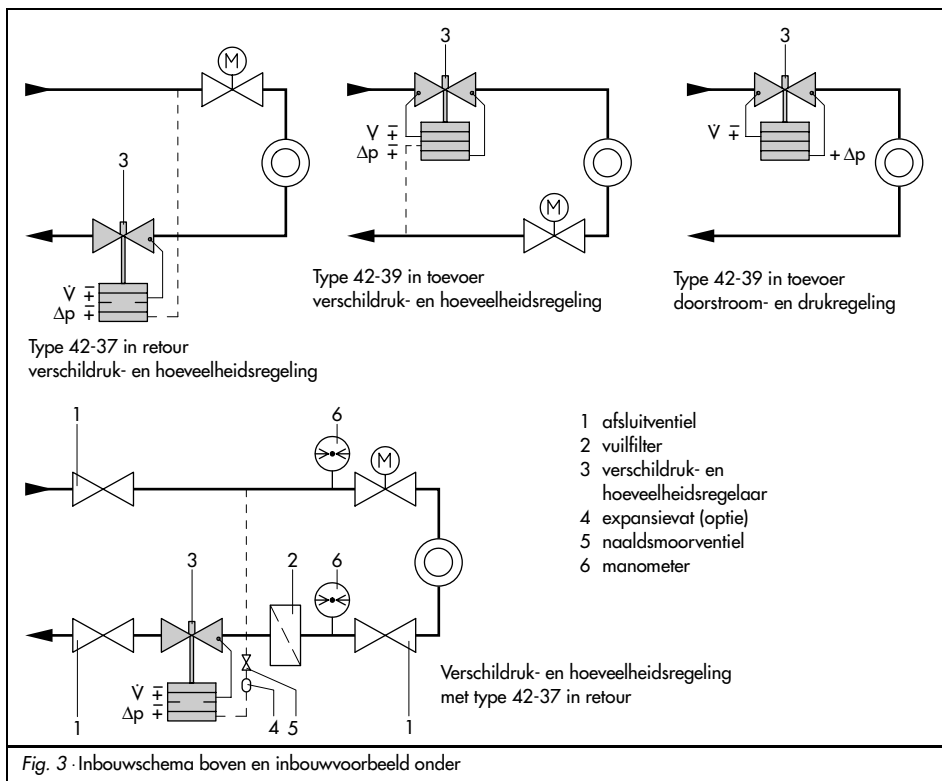 3
3
3
M
V̇ ∓
Δp ∓
V̇ ∓
+ Δp
3
M
V̇ ∓
Δp ∓
Type 42-39 in toevoer
verschildruk- en hoeveelheidsregeling
Type 42-39 in toevoer
doorstroom- en drukregeling
Type 42-37 in retour
verschildruk- en hoeveelheidsregeling
1
6
M
1 afsluitventiel
2 vuilfilter
3 verschildruk- en
hoeveelheidsregelaar
4 expansievat (optie)
5 naaldsmoorventiel
6 manometer
3
2
6
V̇ ∓
Δp ∓
1
4
5
1
Verschildruk- en hoeveelheidsregeling
met type 42-37 in retour
Fig. 3 · Inbouwschema boven en inbouwvoorbeeld onder